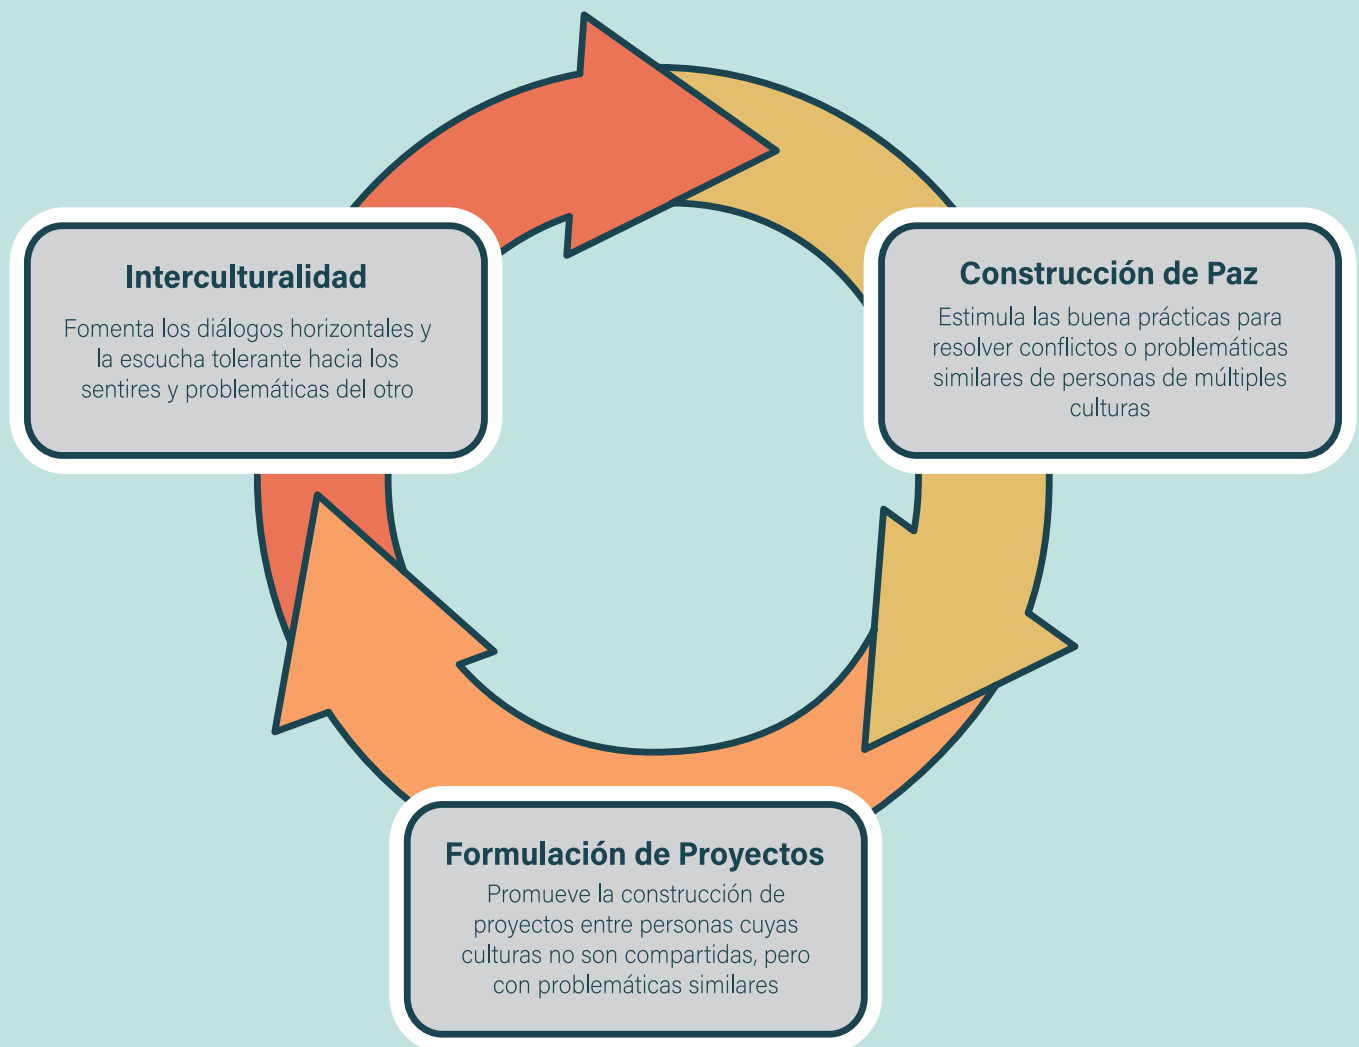 Interculturalidad
Fomenta los diálogos horizontales y
la escucha tolerante hacia los
sentires y problemáticas del otro
Construcción de Paz
Estimula las buena prácticas para
resolver conflictos o problemáticas
similares de personas de múltiples
culturas
Formulación de Proyectos
Promueve la construcción de
proyectos entre personas cuyas
culturas no son compartidas, pero
con problemáticas similares